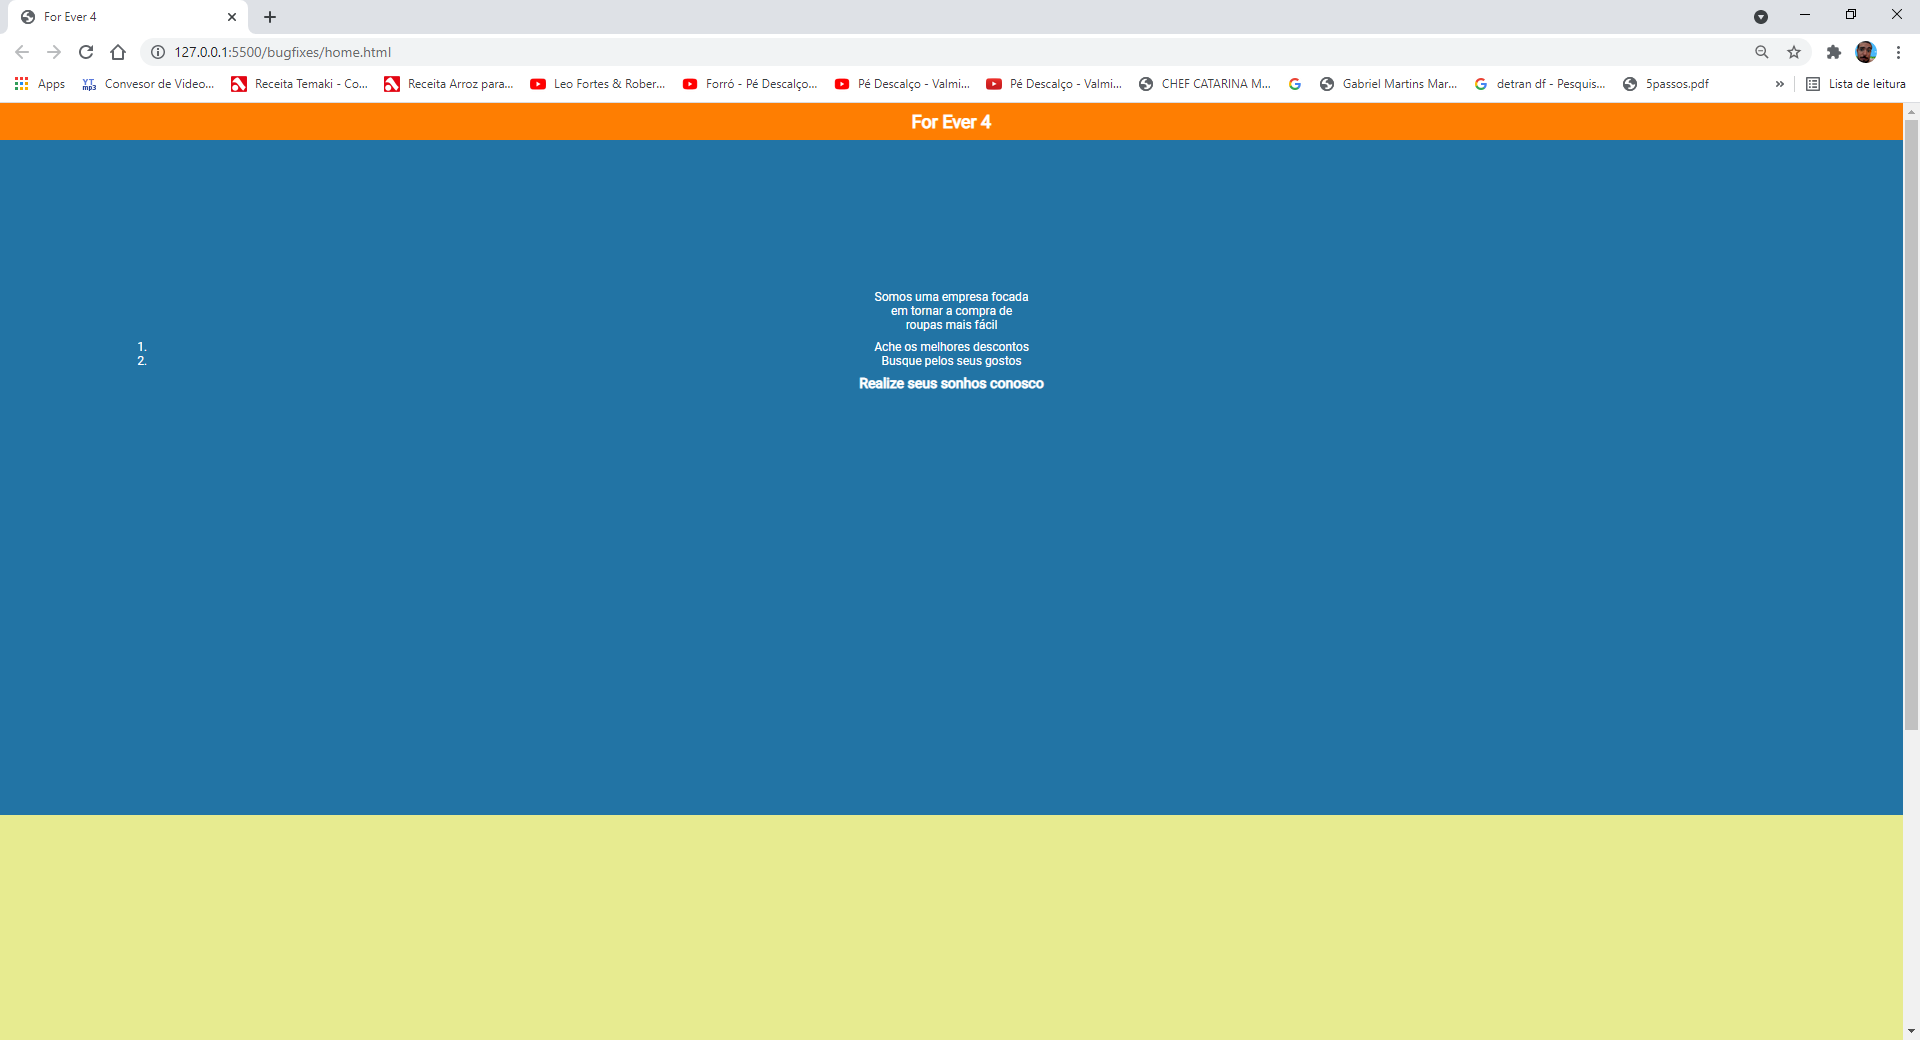 For Ever 4
127.0.0.1:5500/bugfixes/home.html
Apps
YT mp3
Convesor de Video...
Receita Temaki - Co...
Receita Arroz para...
Leo Fortes & Rober...
Forró - Pé Descalço...
Pé Descalço - Valmi...
Pé Descalço - Valmi...
CHEF CATARINA M...
Gabriel Martins Mar...
detran df - Pesquis...
5passos.pdf
»
Lista de leitura
For Ever 4
Somos uma empresa focada
em tornar a compra de
roupas mais fácil
1. Ache os melhores descontos
2. Busque pelos seus gostos
Realize seus sonhos conosco